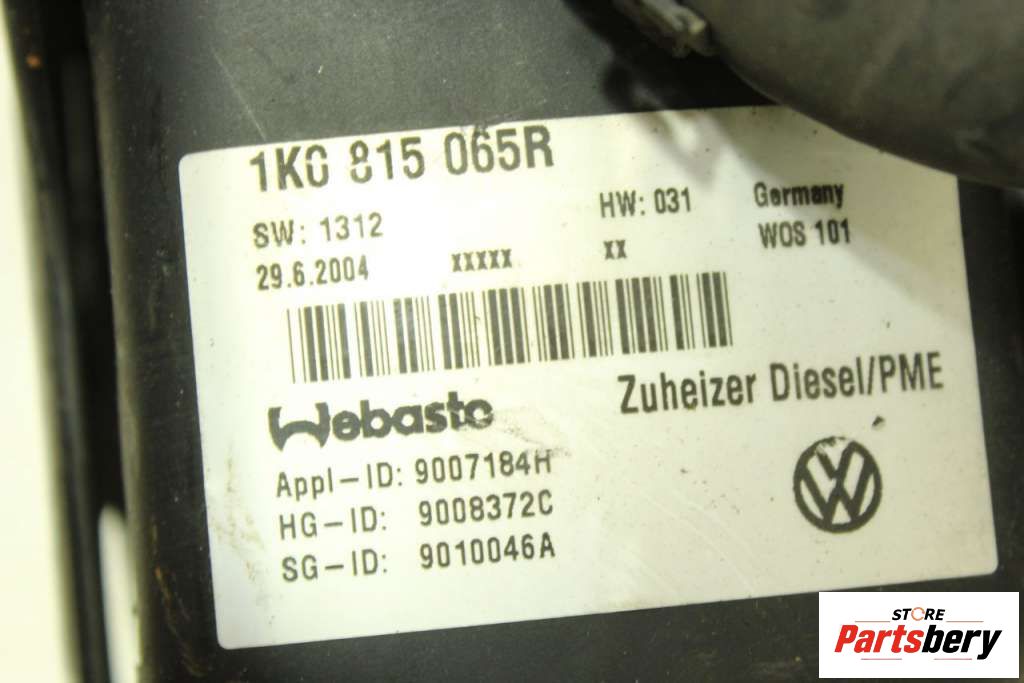 1K0 815 065R
SW: 1312 HW: 031 Germany
29.6.2004 XXXXX XX WOS 101
Webasto Zuheizer Diesel/PME
Appl-ID: 9007184H
HG-ID: 9008372C
SG-ID: 9010046A
VW
STORE
Partsbery